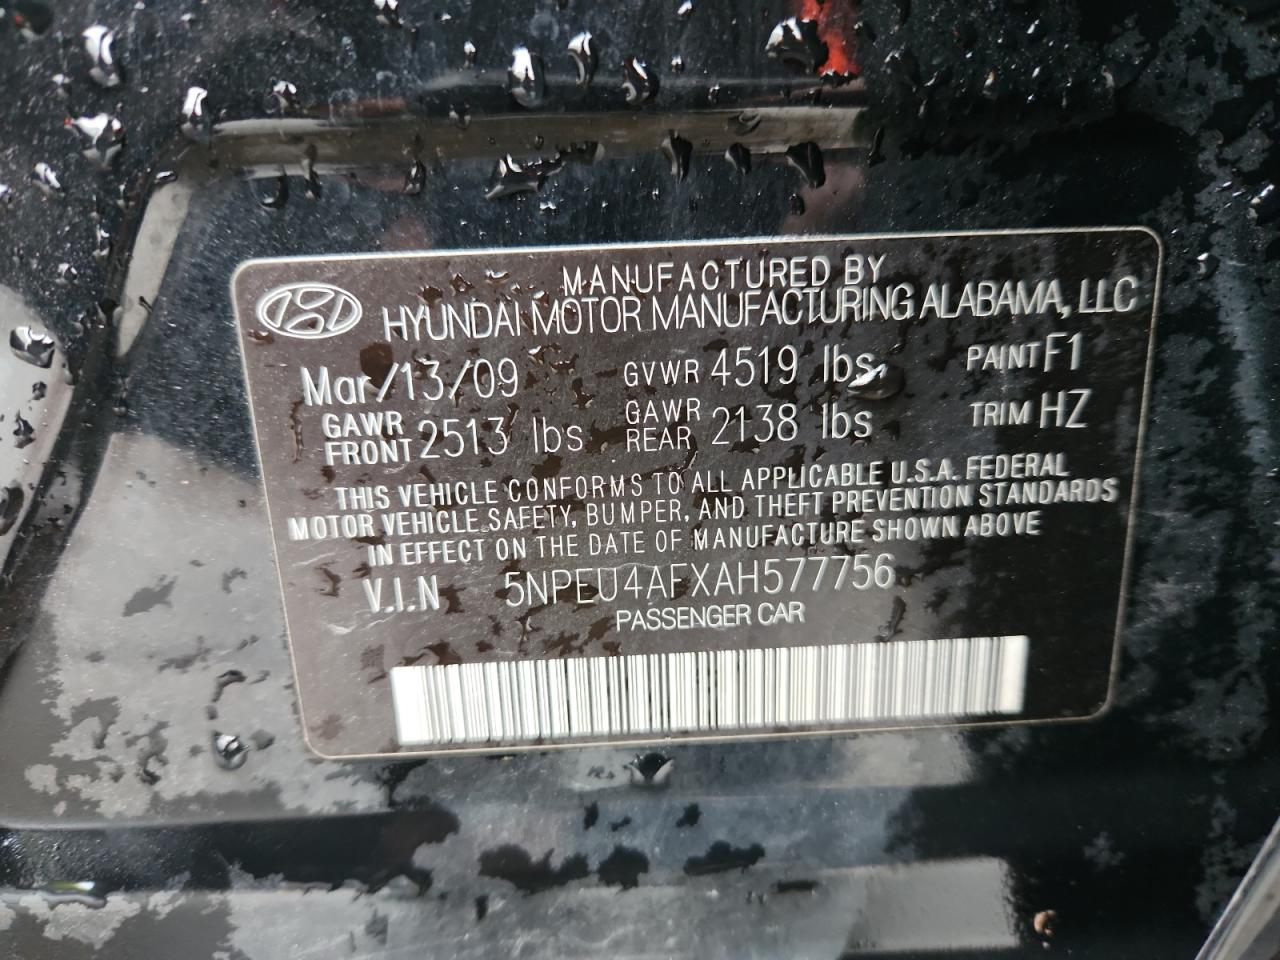 MANUFACTURED BY
HYUNDAI MOTOR MANUFACTURING ALABAMA, LLC
Mar/13/09 GVWR 4519 lbs PAINT F1
GAWR FRONT 2513 lbs GAWR REAR 2138 lbs TRIM HZ
THIS VEHICLE CONFORMS TO ALL APPLICABLE U.S.A. FEDERAL
MOTOR VEHICLE SAFETY, BUMPER, AND THEFT PREVENTION STANDARDS
IN EFFECT ON THE DATE OF MANUFACTURE SHOWN ABOVE
V.I.N 5NPEU4AFXAH577756
PASSENGER CAR